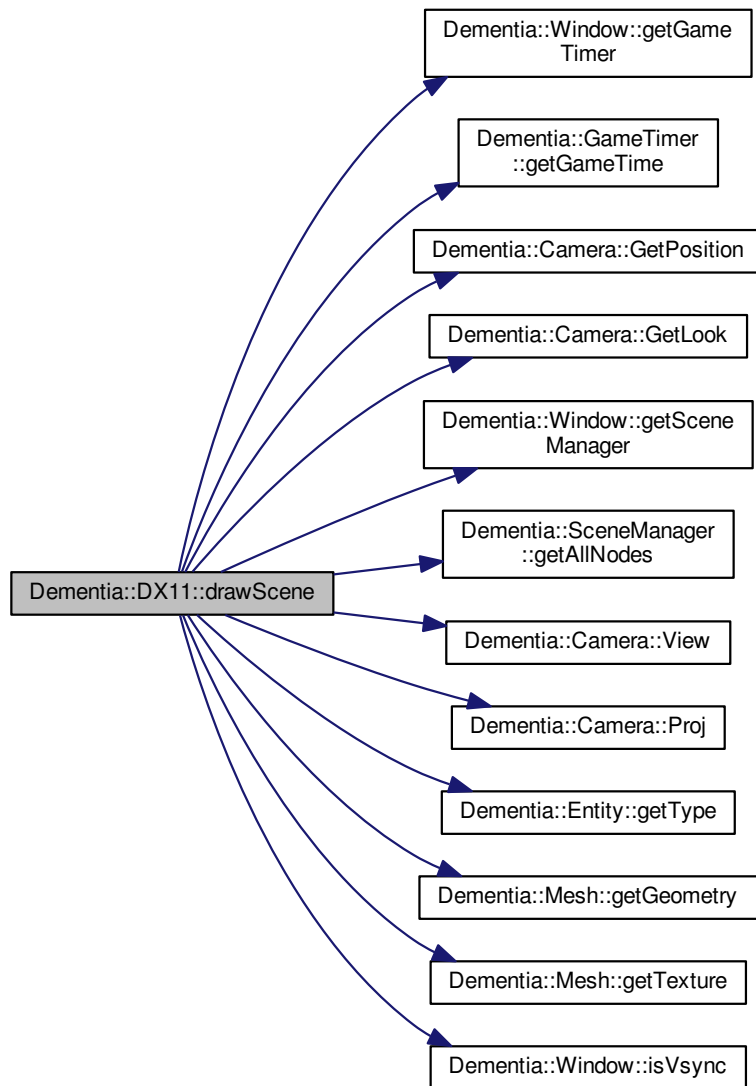 Dementia::Window::getGame
Timer
Dementia::GameTimer
::getGameTime
Dementia::Camera::GetPosition
Dementia::Camera::GetLook
Dementia::Window::getScene
Manager
Dementia::SceneManager
::getAllNodes
Dementia::DX11::drawScene
Dementia::Camera::View
Dementia::Camera::Proj
Dementia::Entity::getType
Dementia::Mesh::getGeometry
Dementia::Mesh::getTexture
Dementia::Window::isVsync